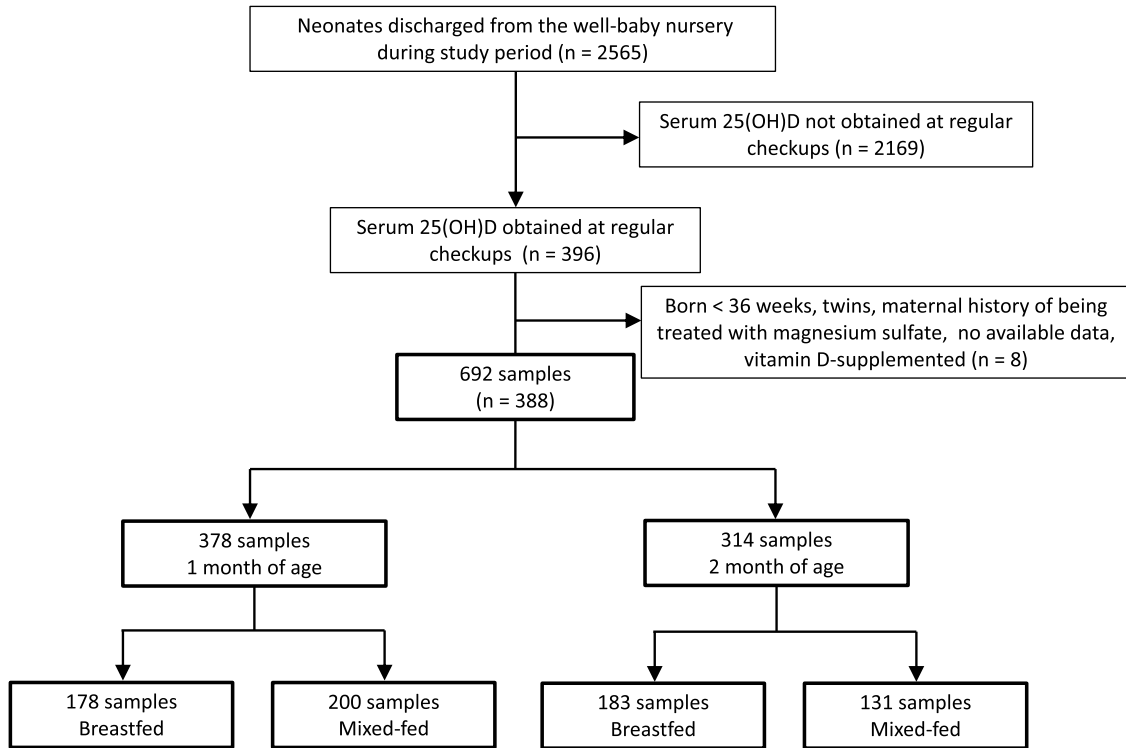 Neonates discharged from the well-baby nursery
during study period (n = 2565)
Serum 25(OH)D not obtained at regular
checkups (n = 2169)
Serum 25(OH)D obtained at regular
checkups (n = 396)
Born < 36 weeks, twins, maternal history of being
treated with magnesium sulfate, no available data,
vitamin D-supplemented (n = 8)
692 samples
(n = 388)
378 samples
1 month of age
314 samples
2 month of age
178 samples
Breastfed
200 samples
Mixed-fed
183 samples
Breastfed
131 samples
Mixed-fed